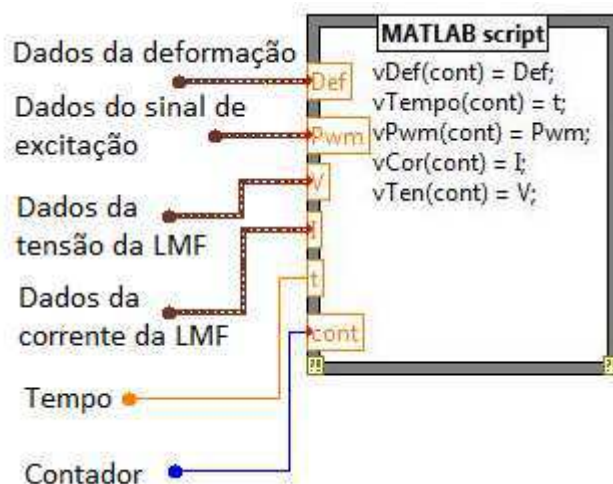 Dados da deformação
Dados do sinal de
excitação
Dados da
tensão da LMF
Dados da
corrente da LMF
Tempo
Contador
Def
Pwm
V
I
t
cont
MATLAB script
vDef(cont) = Def;
vTempo(cont) = t;
vPwm(cont) = Pwm;
vCor(cont) = I;
vTen(cont) = V;
?!